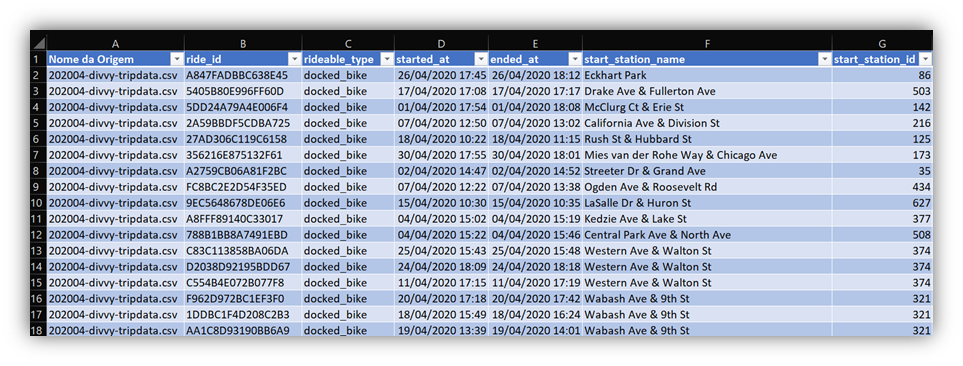 A B C D E F G
1 Nome da Origem ride_id rideable_type started_at ended_at start_station_name start_station_id
2 202004-divvy-tripdata.csv A847FADBBC638E45 docked_bike 26/04/2020 17:45 26/04/2020 18:12 Eckhart Park 86
3 202004-divvy-tripdata.csv 5405B80E996FF60D docked_bike 17/04/2020 17:08 17/04/2020 17:17 Drake Ave & Fullerton Ave 503
4 202004-divvy-tripdata.csv 5DD24A79A4E006F4 docked_bike 01/04/2020 17:54 01/04/2020 18:08 McClurg Ct & Erie St 142
5 202004-divvy-tripdata.csv 2A59BBDF5CDBA725 docked_bike 07/04/2020 12:50 07/04/2020 13:02 California Ave & Division St 216
6 202004-divvy-tripdata.csv 27AD306C119C6158 docked_bike 18/04/2020 10:22 18/04/2020 11:15 Rush St & Hubbard St 125
7 202004-divvy-tripdata.csv 356216E875132F61 docked_bike 30/04/2020 17:55 30/04/2020 18:01 Mies van der Rohe Way & Chicago Ave 173
8 202004-divvy-tripdata.csv A2759CB06A81F2BC docked_bike 02/04/2020 14:47 02/04/2020 14:52 Streeter Dr & Grand Ave 35
9 202004-divvy-tripdata.csv FC8BC2E2D54F35ED docked_bike 07/04/2020 12:22 07/04/2020 13:38 Ogden Ave & Roosevelt Rd 434
10 202004-divvy-tripdata.csv 9EC5648678DE06E6 docked_bike 15/04/2020 10:30 15/04/2020 10:35 LaSalle Dr & Huron St 627
11 202004-divvy-tripdata.csv A8FFF89140C33017 docked_bike 04/04/2020 15:02 04/04/2020 15:19 Kedzie Ave & Lake St 377
12 202004-divvy-tripdata.csv 788B1BB8A7491EBD docked_bike 04/04/2020 15:22 04/04/2020 15:46 Central Park Ave & North Ave 508
13 202004-divvy-tripdata.csv C83C113858BA06DA docked_bike 25/04/2020 15:43 25/04/2020 15:48 Western Ave & Walton St 374
14 202004-divvy-tripdata.csv D2038D92195BDD67 docked_bike 24/04/2020 18:09 24/04/2020 18:18 Western Ave & Walton St 374
15 202004-divvy-tripdata.csv C554B4E072B077F8 docked_bike 11/04/2020 17:15 11/04/2020 17:19 Western Ave & Walton St 374
16 202004-divvy-tripdata.csv F962D972BC1EF3F0 docked_bike 20/04/2020 17:18 20/04/2020 17:42 Wabash Ave & 9th St 321
17 202004-divvy-tripdata.csv 1DDBC1F4D208C2B3 docked_bike 18/04/2020 15:49 18/04/2020 16:24 Wabash Ave & 9th St 321
18 202004-divvy-tripdata.csv AA1C8D93190BB6A9 docked_bike 19/04/2020 13:39 19/04/2020 14:01 Wabash Ave & 9th St 321